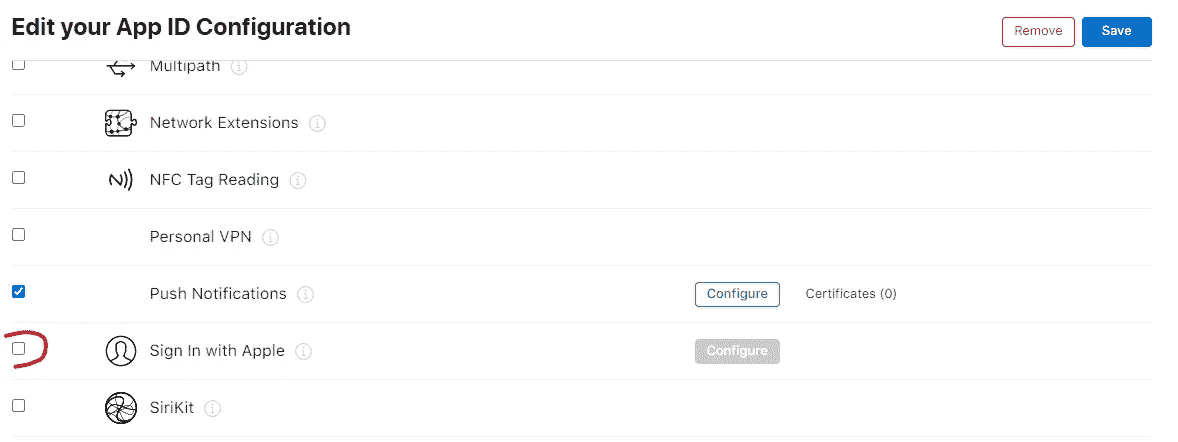 Edit your App ID Configuration
Remove Save
Multipath
Network Extensions
NFC Tag Reading
Personal VPN
Push Notifications Configure Certificates (0)
Sign In with Apple Configure
SiriKit